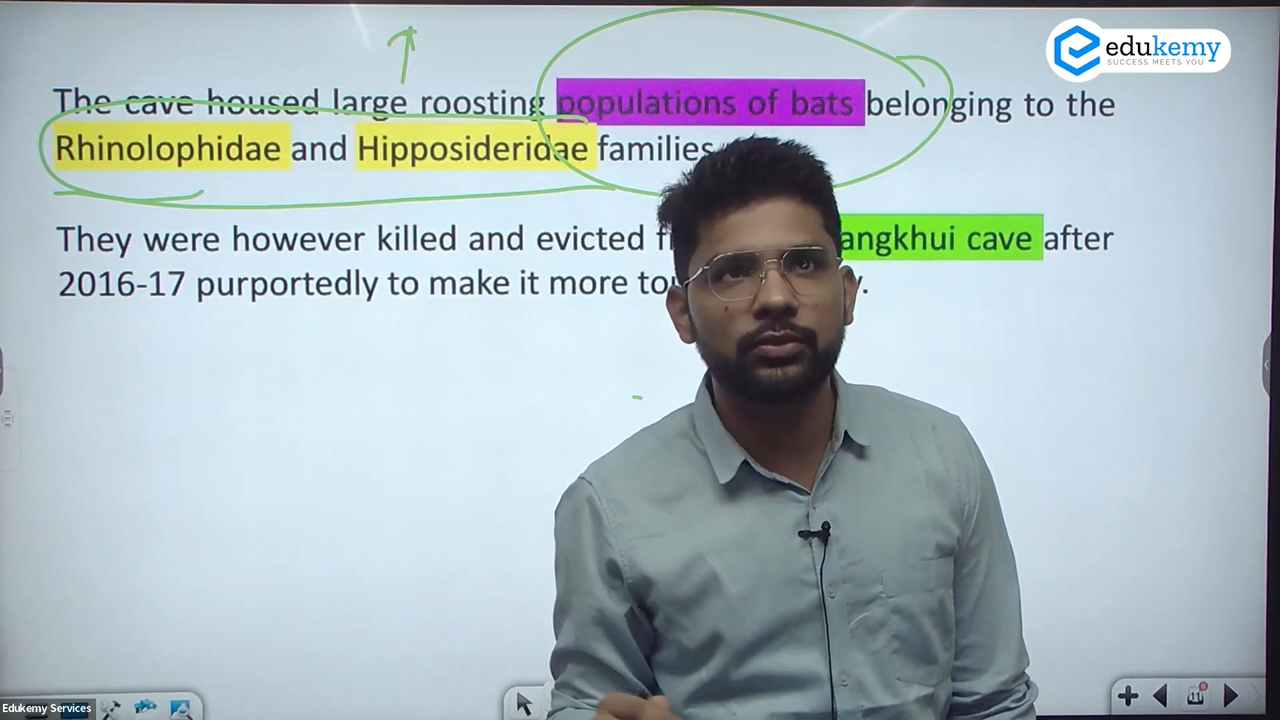 edukemy
SUCCESS MEETS YOU
The cave housed large roosting populations of bats belonging to the
Rhinolophidae and Hipposideridae families
They were however killed and evicted angkhui cave after
2016-17 purportedly to make it more
Edukemy Services
11